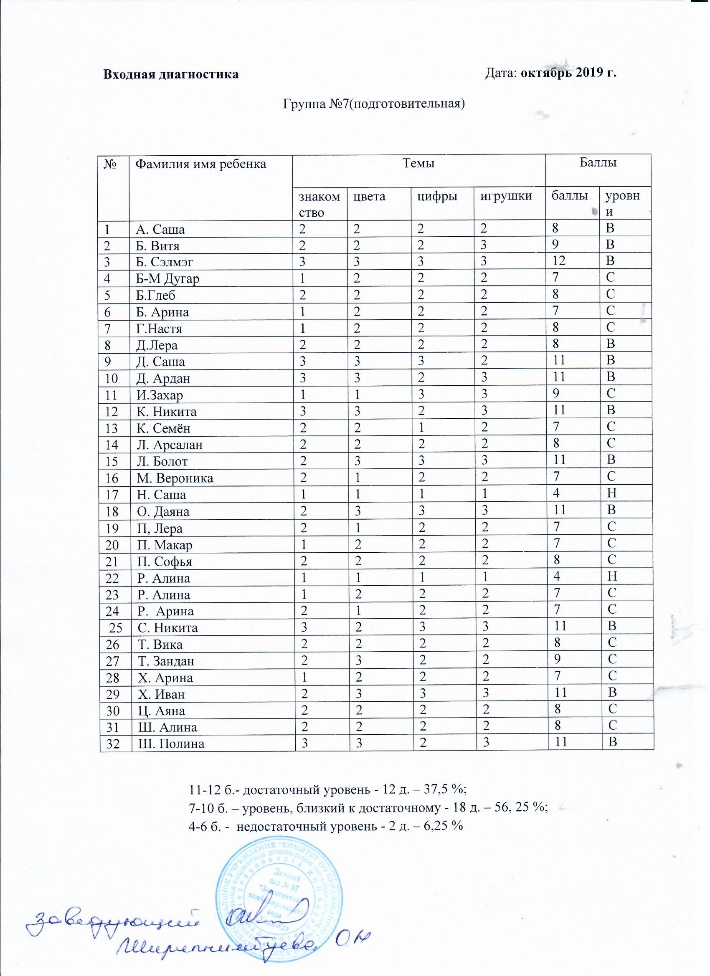 Входная диагностика Дата: октябрь 2019 г.
Группа №7(подготовительная)
№ Фамилия имя ребенка Темы Баллы
знаком цвета цифры игрушки баллы уровн
ство и
1 А. Саша 2 2 2 2 8 В
2 Б. Витя 2 2 2 3 9 В
3 Б. Сэлмэг 3 3 3 3 12 В
4 Б-М Дугар 1 2 2 2 7 С
5 Б.Глеб 2 2 2 2 8 С
6 Б. Арина 1 2 2 2 7 С
7 Г.Настя 1 2 2 2 8 С
8 Д.Лера 2 2 2 2 8 В
9 Д. Саша 3 3 3 2 11 В
10 Д. Ардан 3 3 2 3 11 В
11 И.Захар 1 1 3 3 9 С
12 К. Никита 3 3 2 3 11 В
13 К. Семён 2 2 1 2 7 С
14 Л. Арсалан 2 2 2 2 8 С
15 Л. Болот 2 3 3 3 11 В
16 М. Вероника 2 1 2 2 7 С
17 Н. Саша 1 1 1 1 4 Н
18 О. Даяна 2 3 3 3 11 В
19 П, Лера 2 1 2 2 7 С
20 П. Макар 1 2 2 2 7 С
21 П. Софья 2 2 2 2 8 С
22 Р. Алина 1 1 1 1 4 Н
23 Р. Алина 1 2 2 2 7 С
24 Р. Арина 2 1 2 2 7 С
25 С. Никита 3 2 3 3 11 В
26 Т. Вика 2 2 2 2 8 С
27 Т. Зандан 2 3 2 2 9 С
28 Х. Арина 1 2 2 2 7 С
29 Х. Иван 2 3 3 3 11 В
30 Ц. Аяна 2 2 2 2 8 С
31 Ш. Алина 2 2 2 2 8 С
32 Ш. Полина 3 3 2 3 11 В
11-12 б.- достаточный уровень - 12 д. – 37,5 %;
7-10 б. – уровень, близкий к достаточному - 18 д. – 56, 25 %;
4-6 б. - недостаточный уровень - 2 д. – 6,25 %
заведующий